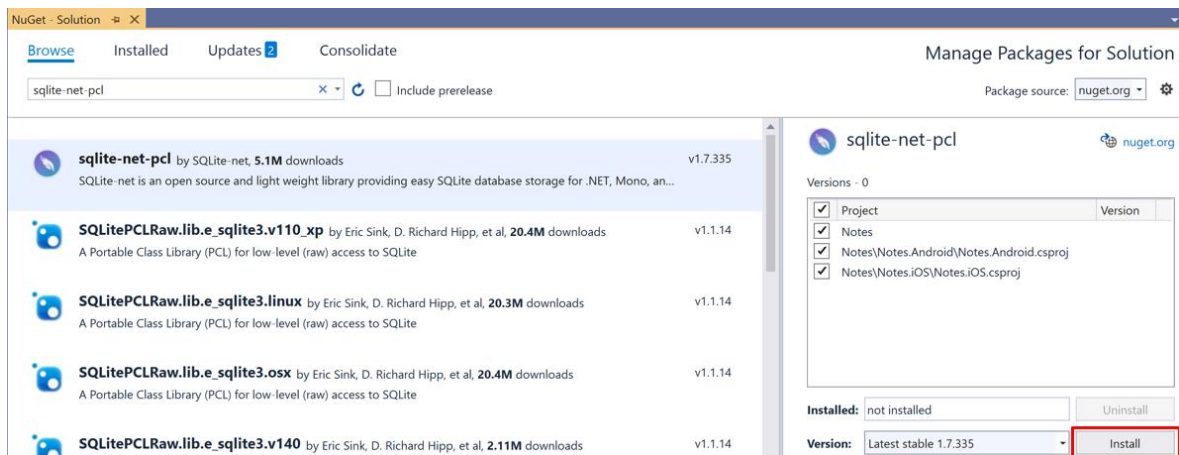 NuGet - Solution
Browse Installed Updates 2 Consolidate
Manage Packages for Solution
sqlite-net-pcl
Include prerelease
Package source: nuget.org
sqlite-net-pcl by SQLite-net, 5.1M downloads v1.7.335
SQLite-net is an open source and light weight library providing easy SQLite database storage for .NET, Mono, an...
SQLitePCLRaw.lib.e_sqlite3.v110_xp by Eric Sink, D. Richard Hipp, et al, 20.4M downloads v1.1.14
A Portable Class Library (PCL) for low-level (raw) access to SQLite
SQLitePCLRaw.lib.e_sqlite3.linux by Eric Sink, D. Richard Hipp, et al, 20.3M downloads v1.1.14
A Portable Class Library (PCL) for low-level (raw) access to SQLite
SQLitePCLRaw.lib.e_sqlite3.osx by Eric Sink, D. Richard Hipp, et al, 20.4M downloads v1.1.14
A Portable Class Library (PCL) for low-level (raw) access to SQLite
SQLitePCLRaw.lib.e_sqlite3.v140 by Eric Sink, D. Richard Hipp, et al, 2.11M downloads v1.1.14
sqlite-net-pcl nuget.org
Versions - 0
Project Version
Notes
Notes\Notes.Android\Notes.Android.csproj
Notes\Notes.iOS\Notes.iOS.csproj
Installed: not installed Uninstall
Version: Latest stable 1.7.335 Install